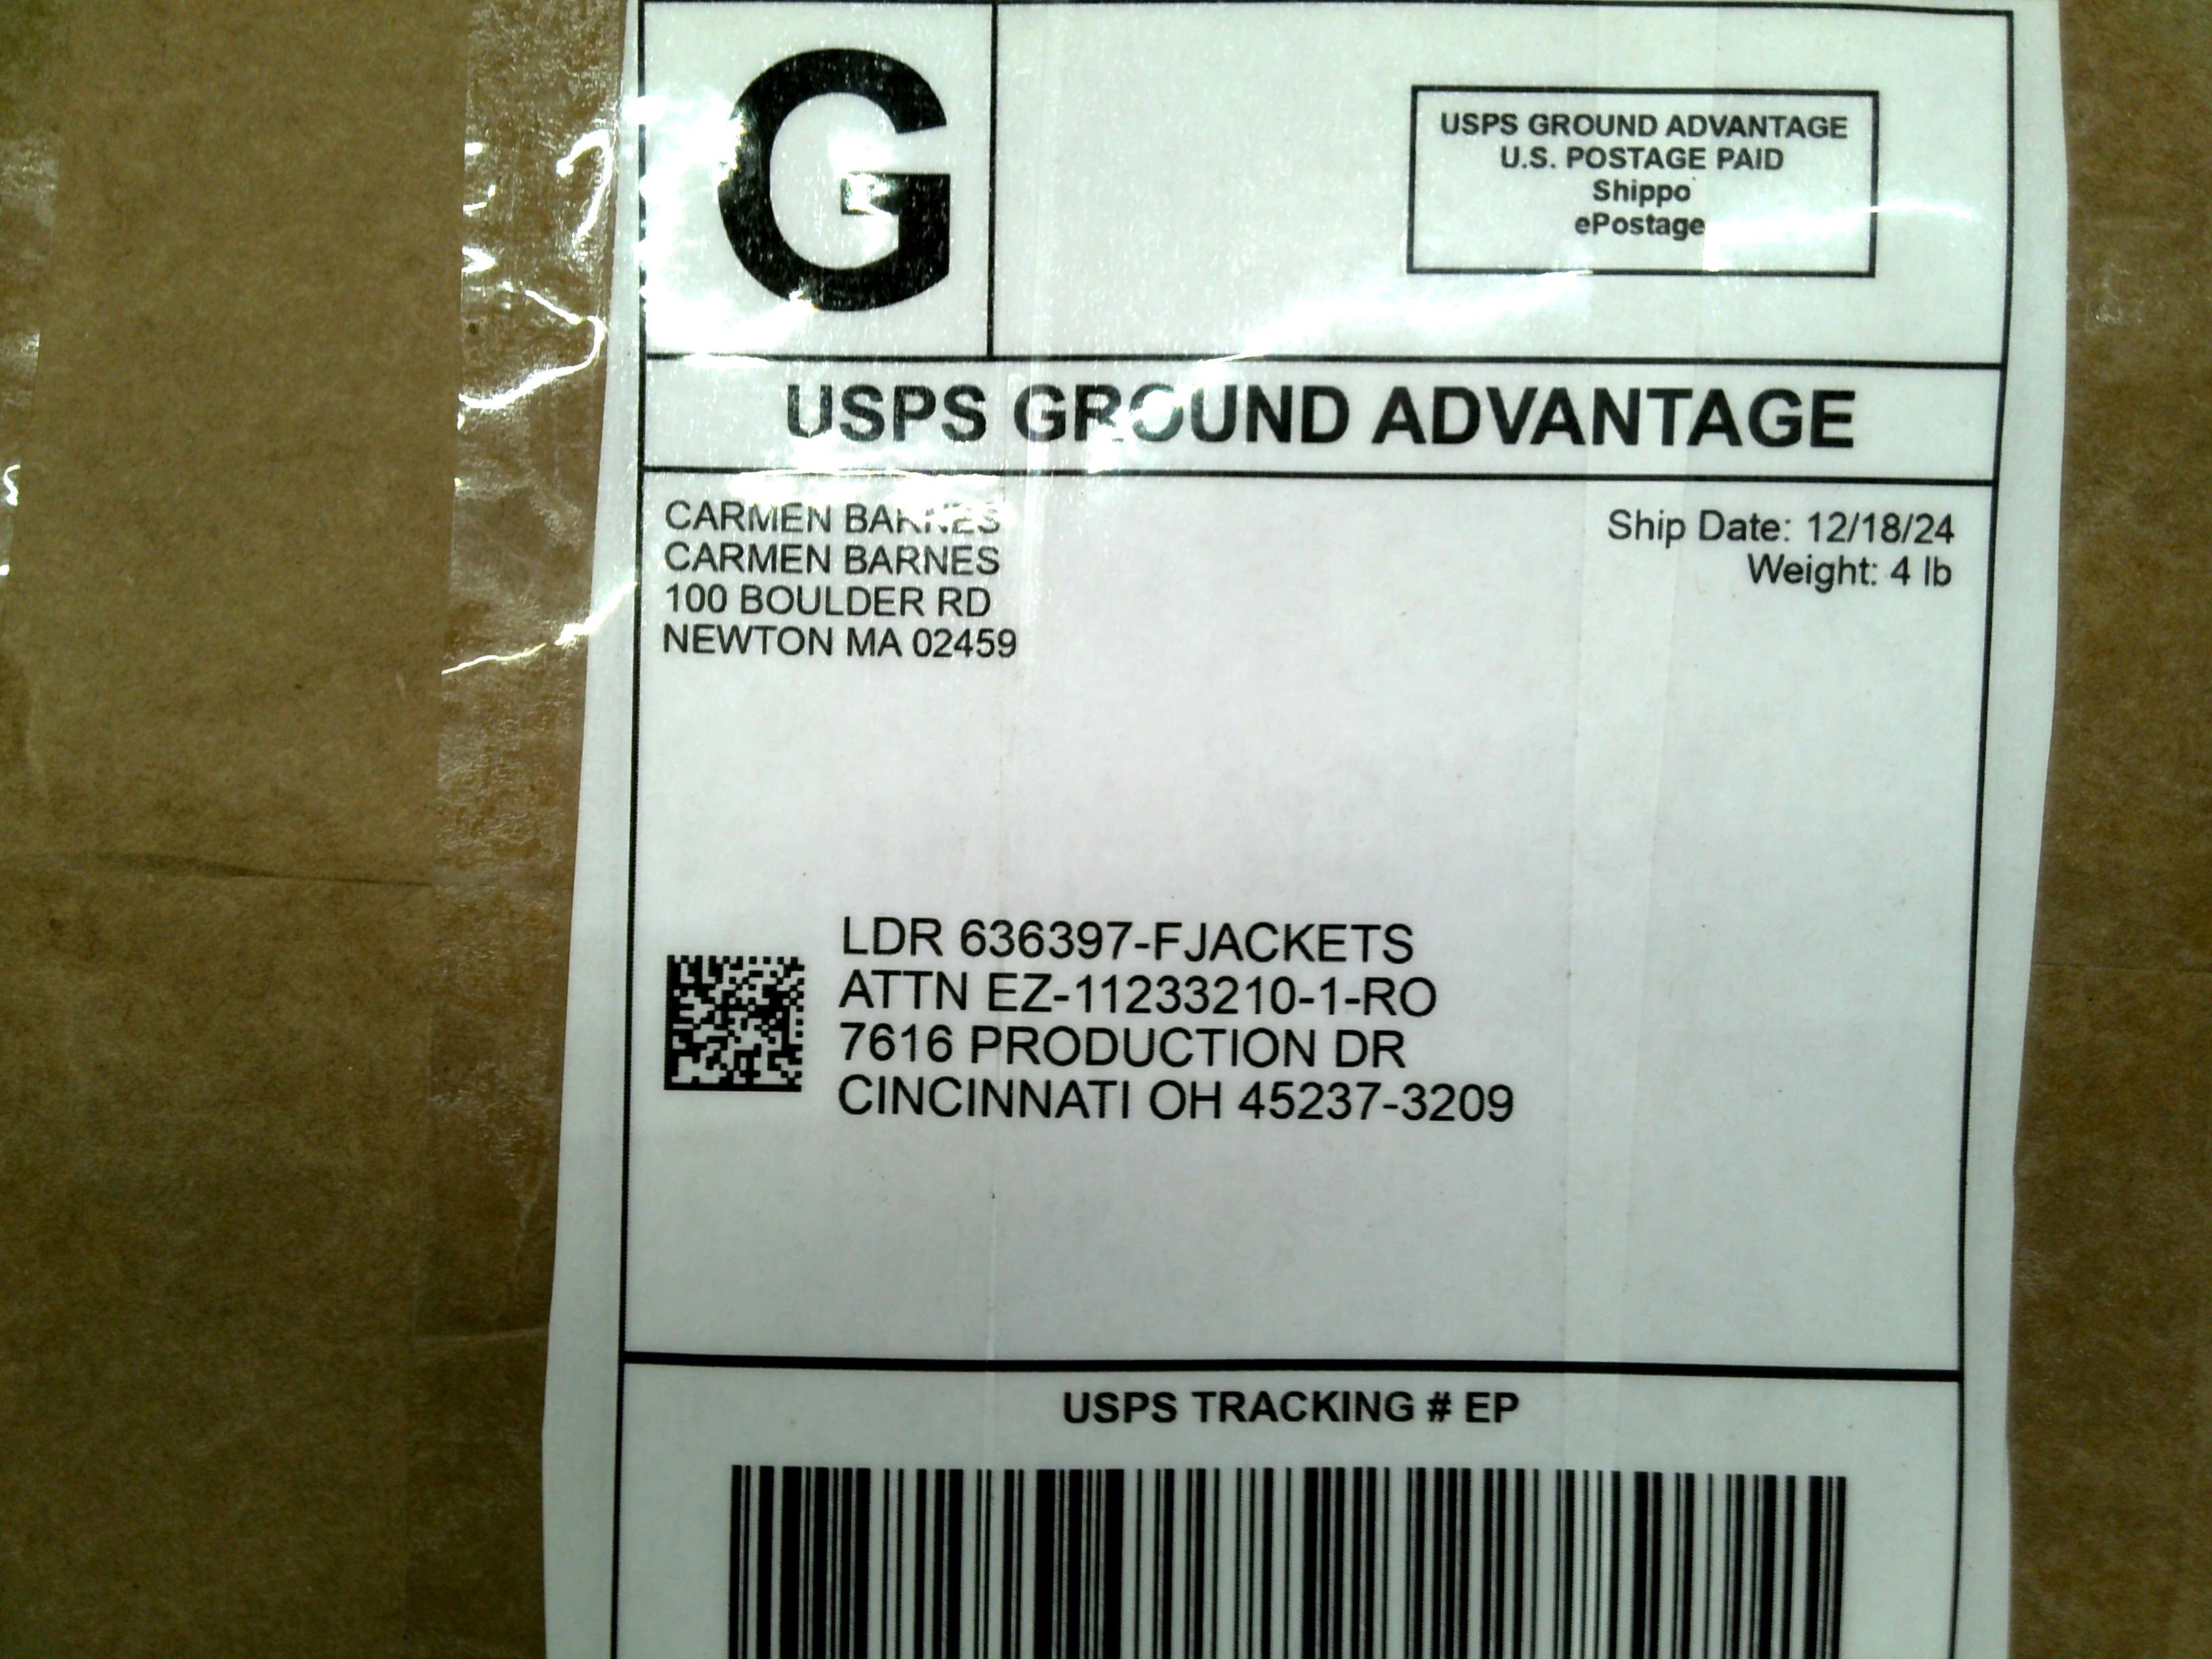 G
USPS GROUND ADVANTAGE
U.S. POSTAGE PAID
Shippo
ePostage
USPS GROUND ADVANTAGE
CARMEN BARNES
CARMEN BARNES
100 BOULDER RD
NEWTON MA 02459
Ship Date: 12/18/24
Weight: 4 lb
LDR 636397-FJACKETS
ATTN EZ-11233210-1-RO
7616 PRODUCTION DR
CINCINNATI OH 45237-3209
USPS TRACKING # EP